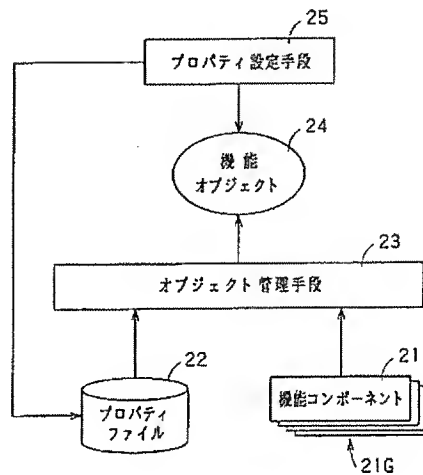 25
プロパティ設定手段
24
機能
オブジェクト
23
オブジェクト管理手段
22
プロパティ
ファイル
21
機能コンポーネント
21G